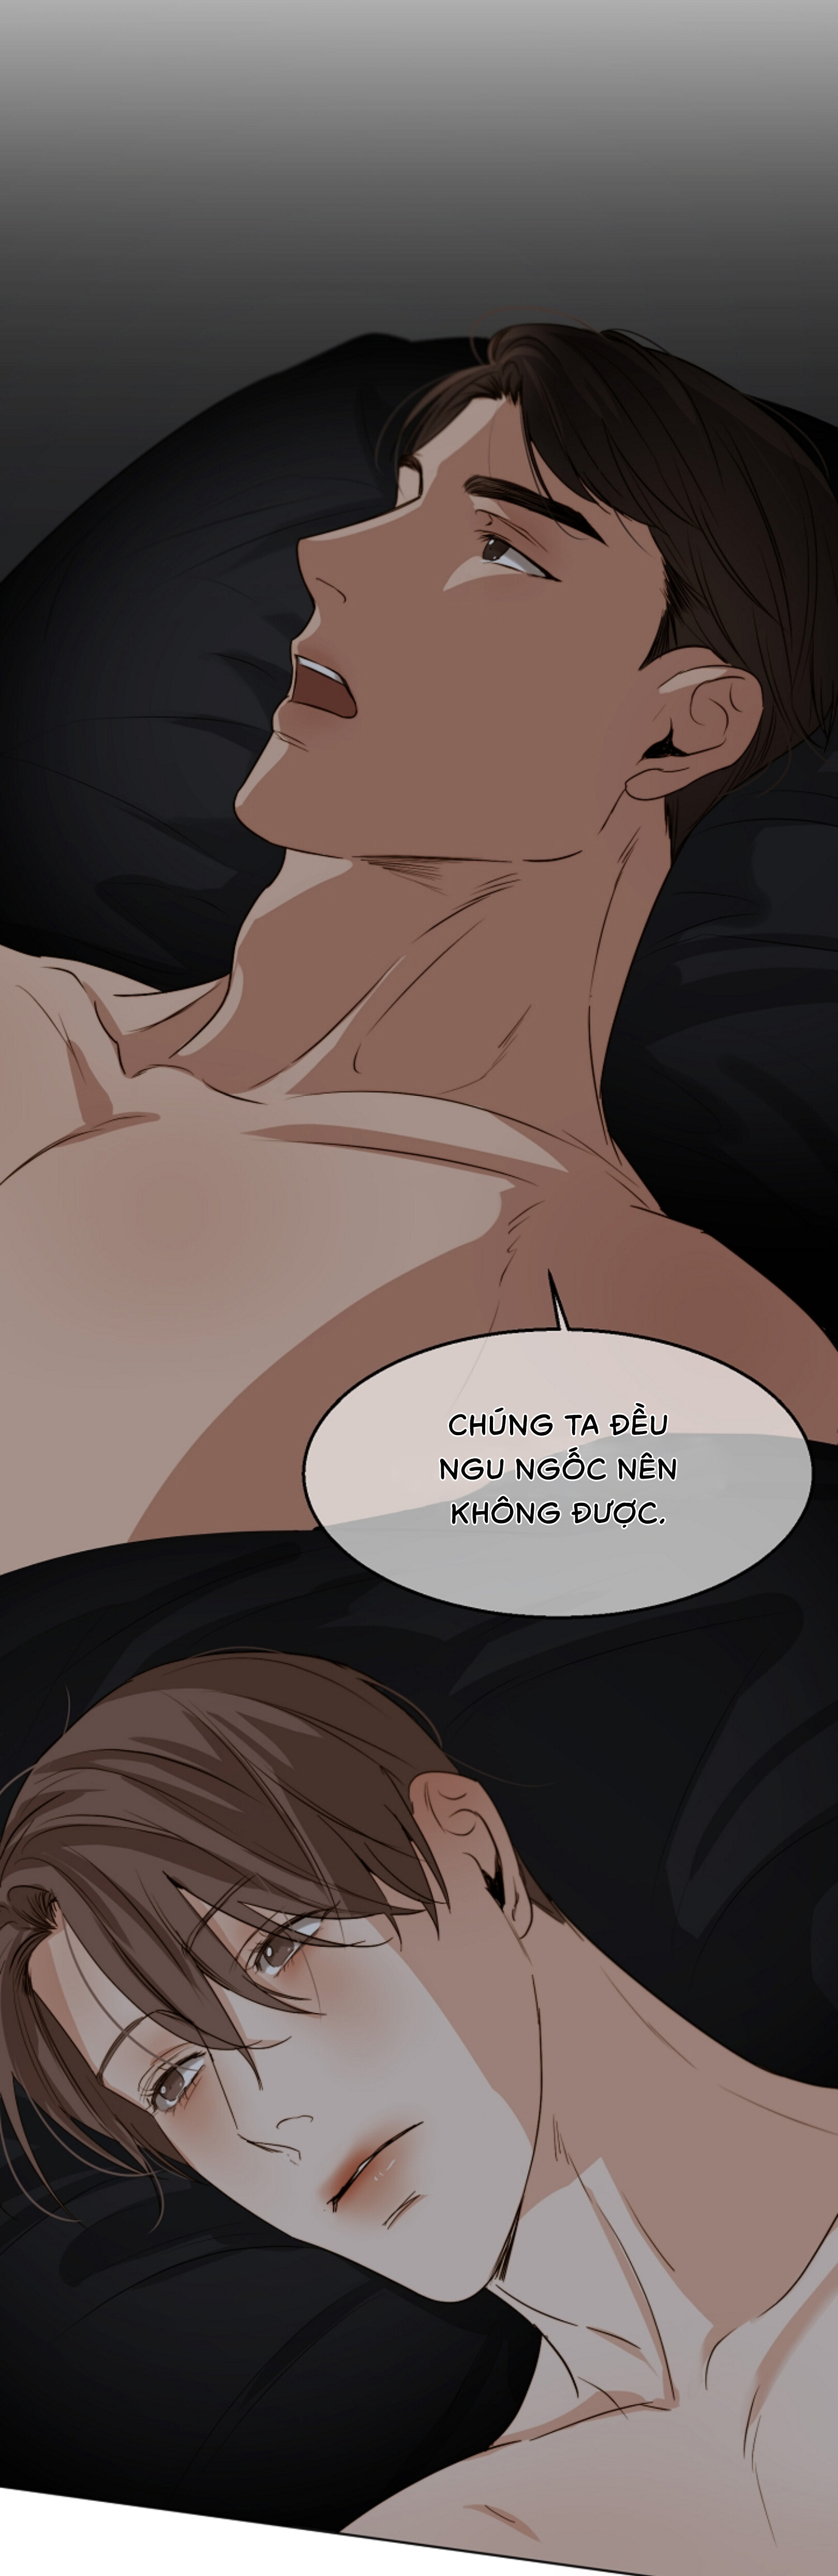 CHÚNG TA ĐỀU
NGU NGỐC NÊN
KHÔNG ĐƯỢC.